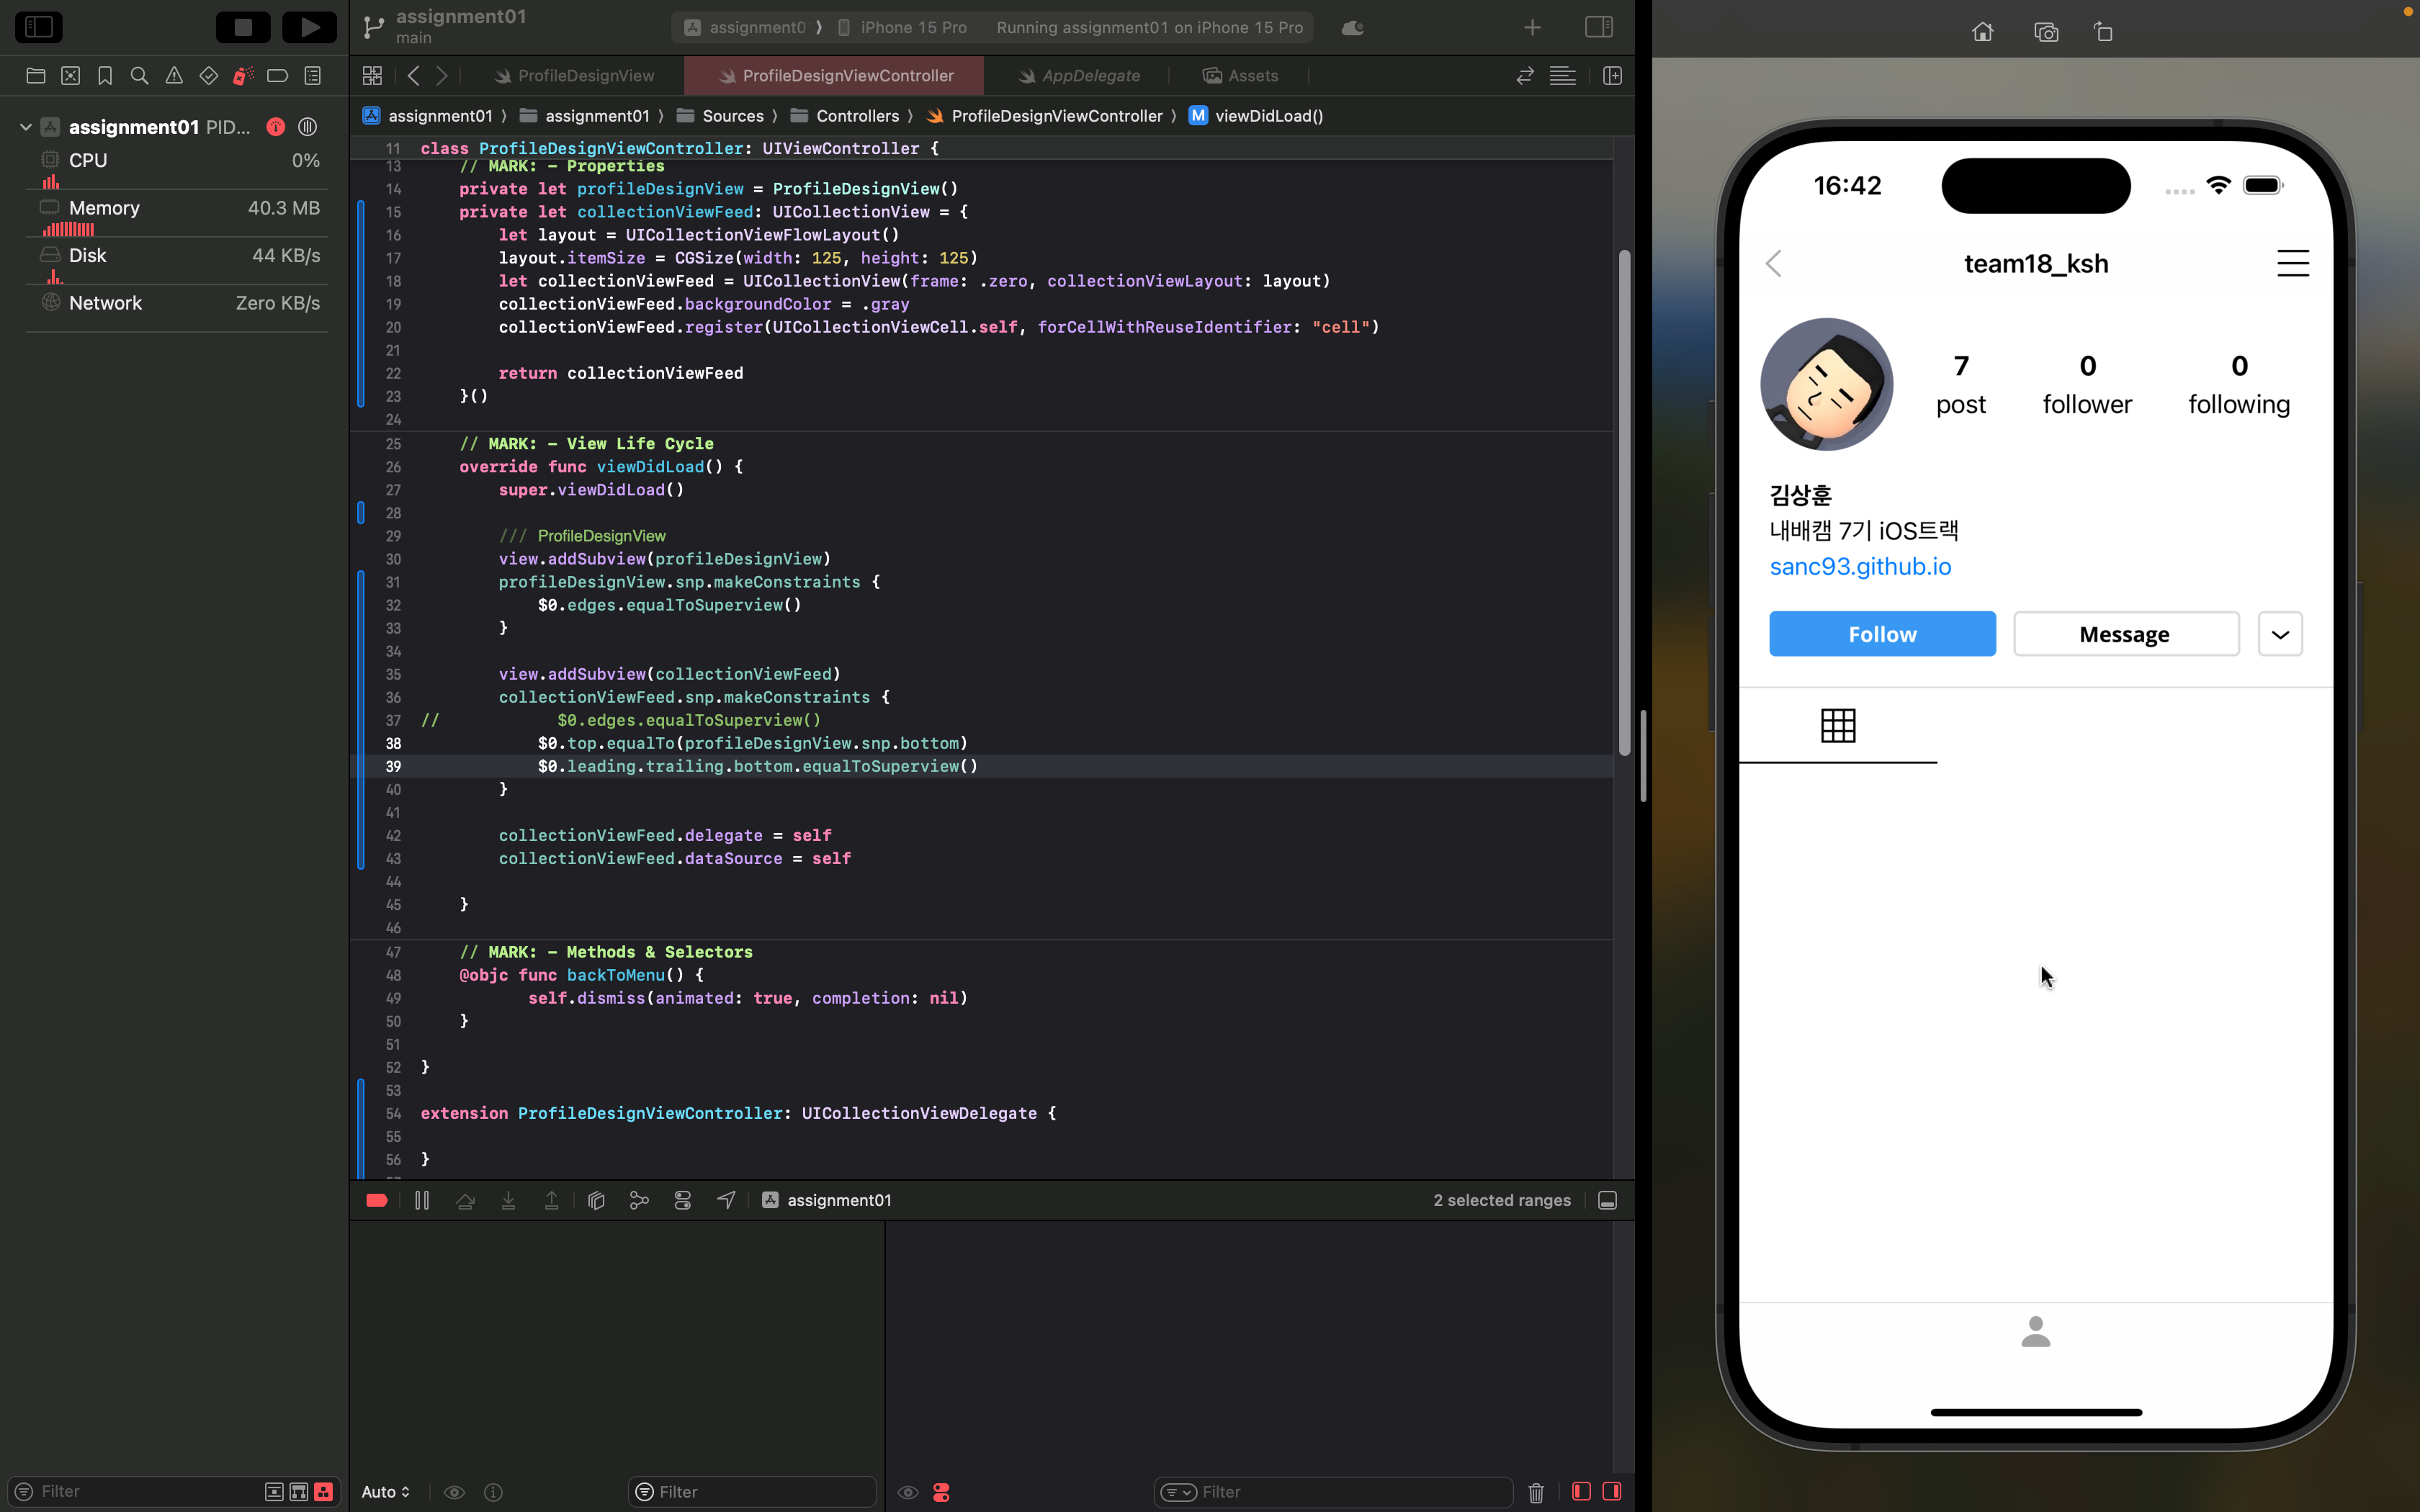 assignment01
main
assignment0 ⟩ iPhone 15 Pro Running assignment01 on iPhone 15 Pro
ProfileDesignView ProfileDesignViewController AppDelegate Assets
assignment01 ⟩ assignment01 ⟩ Sources ⟩ Controllers ⟩ ProfileDesignViewController ⟩ M viewDidLoad()
assignment01 PID...
CPU 0%
Memory 40.3 MB
Disk 44 KB/s
Network Zero KB/s
Filter
11 class ProfileDesignViewController: UIViewController {
13     // MARK: - Properties
14     private let profileDesignView = ProfileDesignView()
15     private let collectionViewFeed: UICollectionView = {
16         let layout = UICollectionViewFlowLayout()
17         layout.itemSize = CGSize(width: 125, height: 125)
18         let collectionViewFeed = UICollectionView(frame: .zero, collectionViewLayout: layout)
19         collectionViewFeed.backgroundColor = .gray
20         collectionViewFeed.register(UICollectionViewCell.self, forCellWithReuseIdentifier: "cell")
21
22         return collectionViewFeed
23     }()
24
25     // MARK: - View Life Cycle
26     override func viewDidLoad() {
27         super.viewDidLoad()
28
29         /// ProfileDesignView
30         view.addSubview(profileDesignView)
31         profileDesignView.snp.makeConstraints {
32             $0.edges.equalToSuperview()
33         }
34
35         view.addSubview(collectionViewFeed)
36         collectionViewFeed.snp.makeConstraints {
37 //            $0.edges.equalToSuperview()
38             $0.top.equalTo(profileDesignView.snp.bottom)
39             $0.leading.trailing.bottom.equalToSuperview()
40         }
41
42         collectionViewFeed.delegate = self
43         collectionViewFeed.dataSource = self
44
45     }
46
47     // MARK: - Methods & Selectors
48     @objc func backToMenu() {
49            self.dismiss(animated: true, completion: nil)
50     }
51
52 }
53
54 extension ProfileDesignViewController: UICollectionViewDelegate {
55
56 }
assignment01 2 selected ranges
Auto Filter Filter
16:42
team18_ksh
7 0 0
post follower following
김상훈
내배캠 7기 iOS트랙
sanc93.github.io
Follow Message